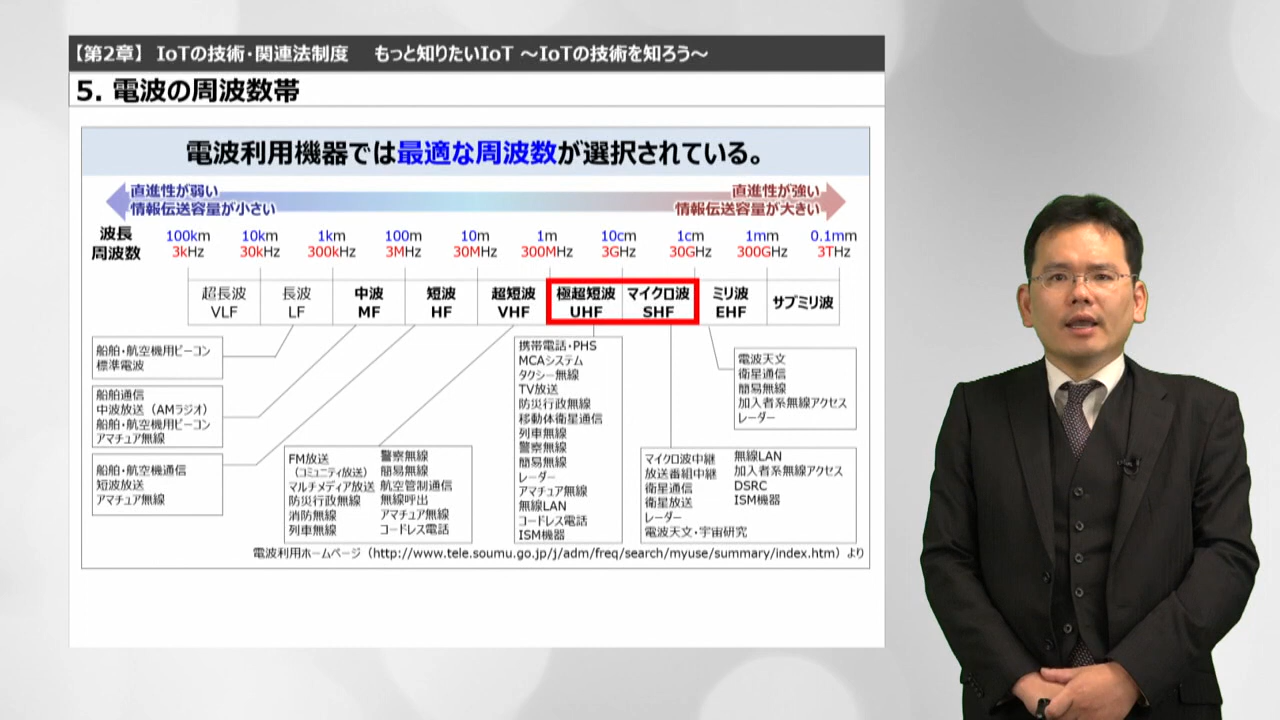 【第2章】 IoTの技術・関連法制度　もっと知りたいIoT ～IoTの技術を知ろう～
5. 電波の周波数帯
電波利用機器では最適な周波数が選択されている。
直進性が弱い
情報伝送容量が小さい
直進性が強い
情報伝送容量が大きい
波長 100km 10km 1km 100m 10m 1m 10cm 1cm 1mm 0.1mm
周波数 3kHz 30kHz 300kHz 3MHz 30MHz 300MHz 3GHz 30GHz 300GHz 3THz
超長波 VLF
長波 LF
中波 MF
短波 HF
超短波 VHF
極超短波 UHF
マイクロ波 SHF
ミリ波 EHF
サブミリ波
船舶・航空機用ビーコン
標準電波
船舶通信
中波放送（AMラジオ）
船舶・航空機用ビーコン
アマチュア無線
船舶・航空機通信
短波放送
アマチュア無線
FM放送
（コミュニティ放送）
マルチメディア放送
防災行政無線
消防無線
列車無線
警察無線
簡易無線
航空管制通信
無線呼出
アマチュア無線
コードレス電話
携帯電話・PHS
MCAシステム
タクシー無線
TV放送
防災行政無線
移動体衛星通信
列車無線
警察無線
簡易無線
レーダー
アマチュア無線
無線LAN
コードレス電話
ISM機器
マイクロ波中継
放送番組中継
衛星通信
衛星放送
レーダー
電波天文・宇宙研究
無線LAN
加入者系無線アクセス
DSRC
ISM機器
電波天文
衛星通信
簡易無線
加入者系無線アクセス
レーダー
電波利用ホームページ（http://www.tele.soumu.go.jp/j/adm/freq/search/myuse/summary/index.htm）より